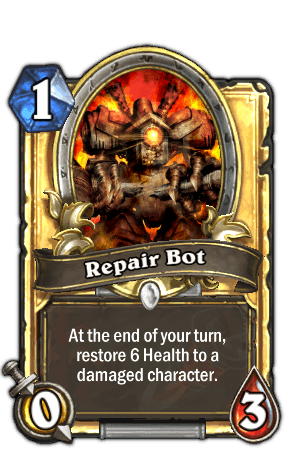 1
Repair Bot
At the end of your turn,
restore 6 Health to a
damaged character.
0
3